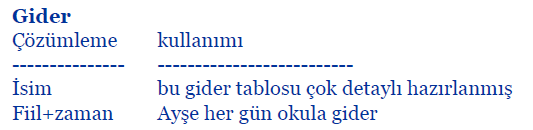 Gider
Çözümleme kullanımı
--------------- --------------------------
İsim bu gider tablosu çok detaylı hazırlanmış
Fiil+zaman Ayşe her gün okula gider